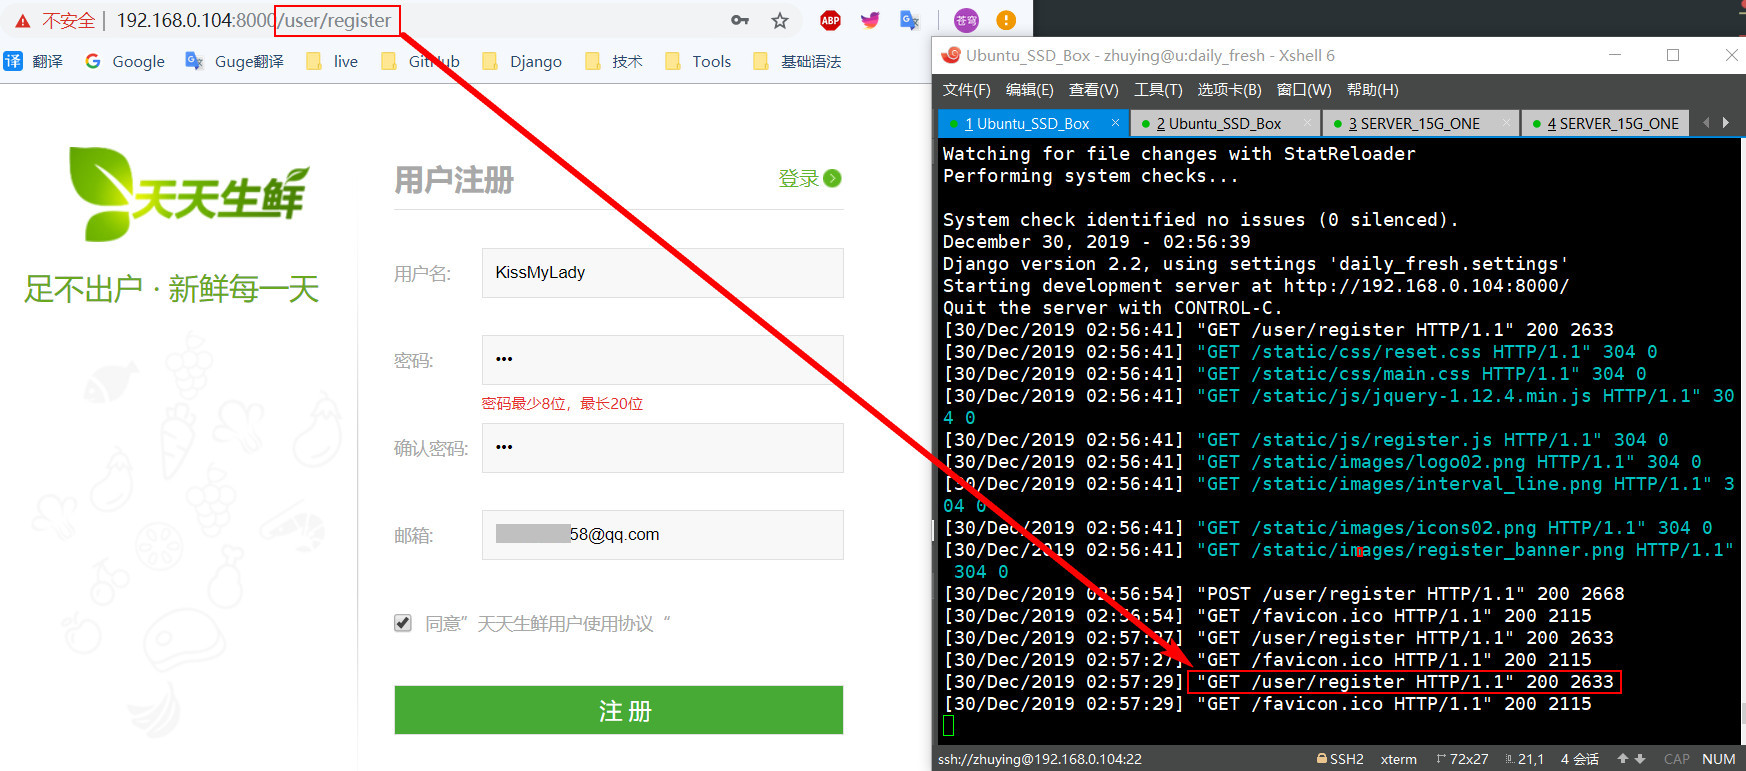 不安全 | 192.168.0.104:8000/user/register
ABP
苍穹
译 翻译 Google Guge翻译 live GitHub Django 技术 Tools 基础语法
天天生鲜
足不出户 · 新鲜每一天
用户注册
登录
用户名:
KissMyLady
密码:
•••
密码最少8位，最长20位
确认密码:
•••
邮箱:
58@qq.com
同意”天天生鲜用户使用协议“
注 册
Ubuntu_SSD_Box - zhuying@u:daily_fresh - Xshell 6
文件(F) 编辑(E) 查看(V) 工具(T) 选项卡(B) 窗口(W) 帮助(H)
1 Ubuntu_SSD_Box × 2 Ubuntu_SSD_Box × 3 SERVER_15G_ONE × 4 SERVER_15G_ONE
Watching for file changes with StatReloader
Performing system checks...
System check identified no issues (0 silenced).
December 30, 2019 - 02:56:39
Django version 2.2, using settings 'daily_fresh.settings'
Starting development server at http://192.168.0.104:8000/
Quit the server with CONTROL-C.
[30/Dec/2019 02:56:41] "GET /user/register HTTP/1.1" 200 2633
[30/Dec/2019 02:56:41] "GET /static/css/reset.css HTTP/1.1" 304 0
[30/Dec/2019 02:56:41] "GET /static/css/main.css HTTP/1.1" 304 0
[30/Dec/2019 02:56:41] "GET /static/js/jquery-1.12.4.min.js HTTP/1.1" 30
4 0
[30/Dec/2019 02:56:41] "GET /static/js/register.js HTTP/1.1" 304 0
[30/Dec/2019 02:56:41] "GET /static/images/logo02.png HTTP/1.1" 304 0
[30/Dec/2019 02:56:41] "GET /static/images/interval_line.png HTTP/1.1" 3
04 0
[30/Dec/2019 02:56:41] "GET /static/images/icons02.png HTTP/1.1" 304 0
[30/Dec/2019 02:56:41] "GET /static/images/register_banner.png HTTP/1.1"
304 0
[30/Dec/2019 02:56:54] "POST /user/register HTTP/1.1" 200 2668
[30/Dec/2019 02:56:54] "GET /favicon.ico HTTP/1.1" 200 2115
[30/Dec/2019 02:57:27] "GET /user/register HTTP/1.1" 200 2633
[30/Dec/2019 02:57:27] "GET /favicon.ico HTTP/1.1" 200 2115
[30/Dec/2019 02:57:29] "GET /user/register HTTP/1.1" 200 2633
[30/Dec/2019 02:57:29] "GET /favicon.ico HTTP/1.1" 200 2115
ssh://zhuying@192.168.0.104:22 SSH2 xterm 72x27 21,1 4 会话 CAP NUM